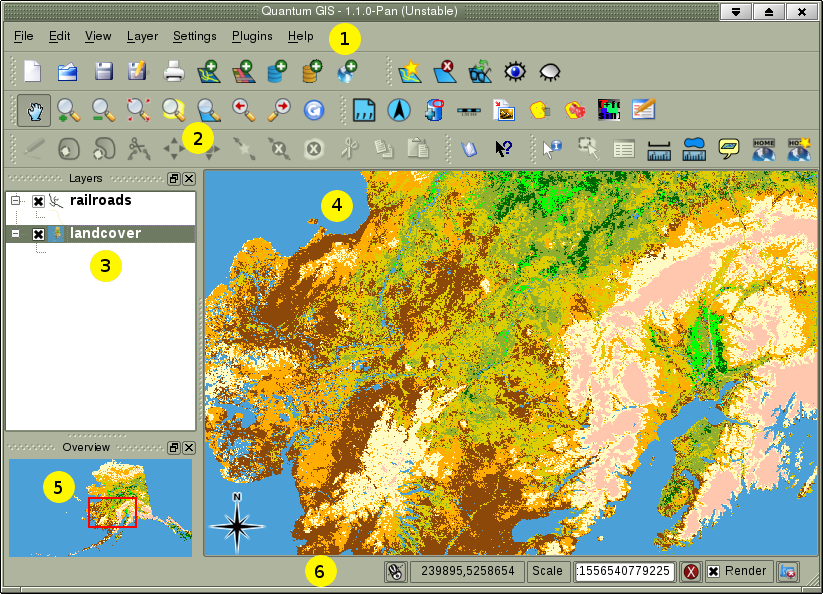 Quantum GIS - 1.1.0-Pan (Unstable)
File Edit View Layer Settings Plugins Help 1
2
HOME HOME
Layers
railroads
landcover
3
4
Overview
5
N
6
239895,5258654 Scale :1556540779225 Render